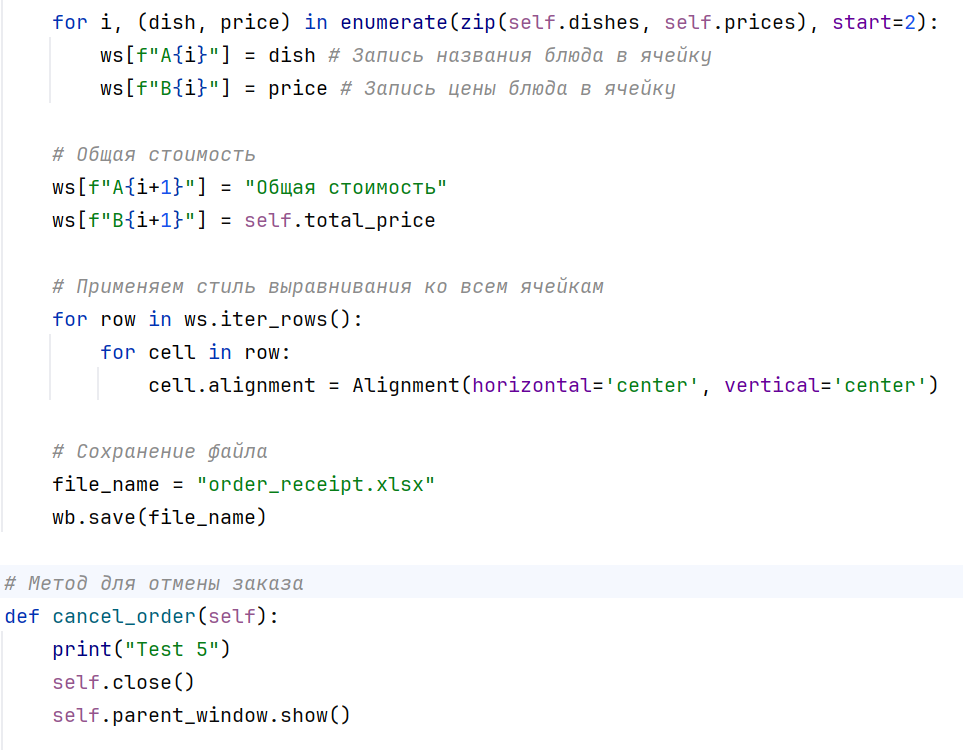 for i, (dish, price) in enumerate(zip(self.dishes, self.prices), start=2):
ws[f"A{i}"] = dish # Запись названия блюда в ячейку
ws[f"B{i}"] = price # Запись цены блюда в ячейку
# Общая стоимость
ws[f"A{i+1}"] = "Общая стоимость"
ws[f"B{i+1}"] = self.total_price
# Применяем стиль выравнивания ко всем ячейкам
for row in ws.iter_rows():
for cell in row:
cell.alignment = Alignment(horizontal='center', vertical='center')
# Сохранение файла
file_name = "order_receipt.xlsx"
wb.save(file_name)
# Метод для отмены заказа
def cancel_order(self):
print("Test 5")
self.close()
self.parent_window.show()